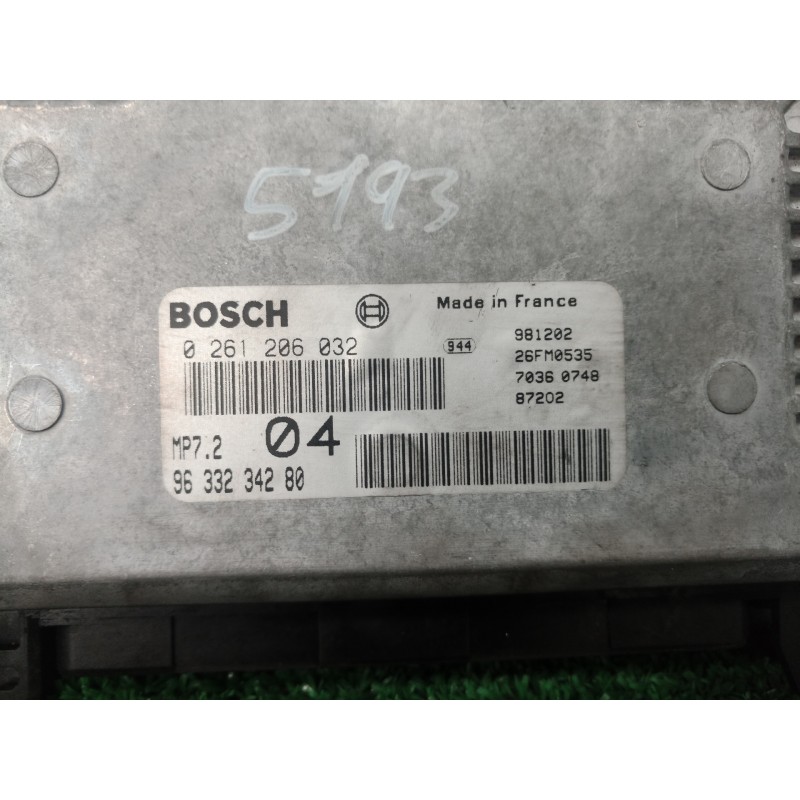 5193
BOSCH
Made in France
0 261 206 032
944
981202
26FM0535
7036 0748
87202
MP7.2
04
96 332 342 80